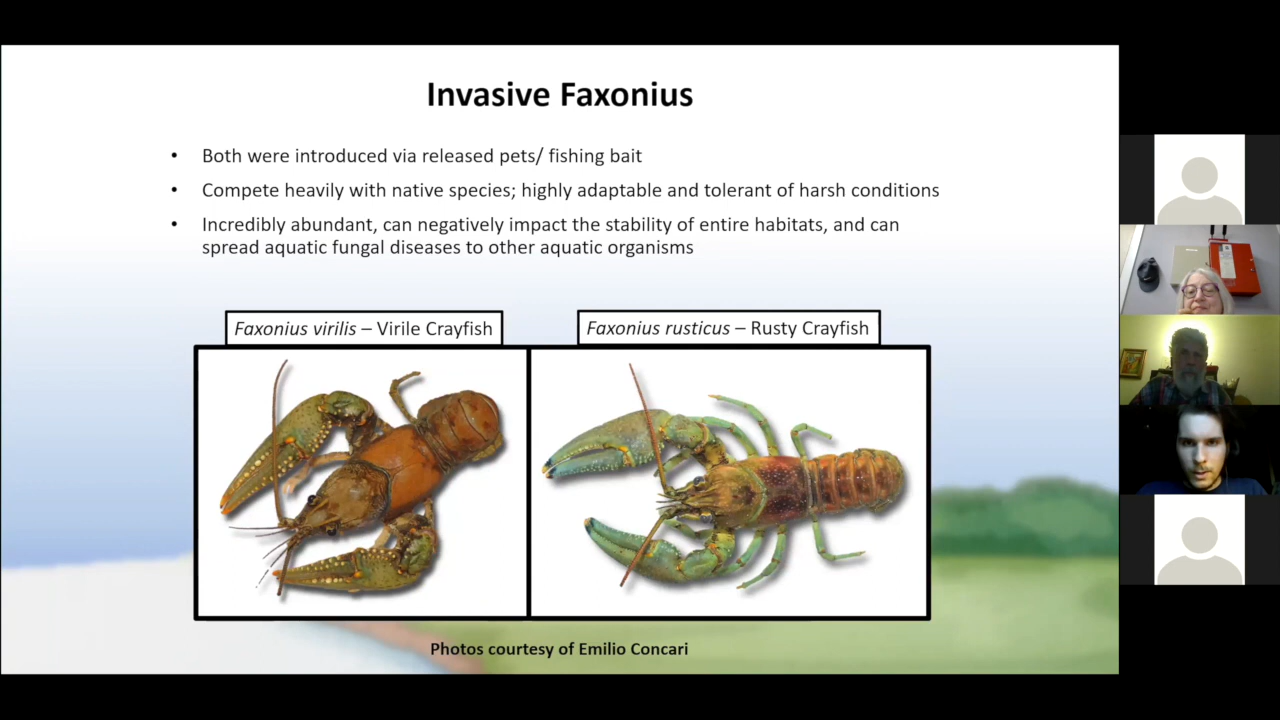 Invasive Faxonius
• Both were introduced via released pets/ fishing bait
• Compete heavily with native species; highly adaptable and tolerant of harsh conditions
• Incredibly abundant, can negatively impact the stability of entire habitats, and can
spread aquatic fungal diseases to other aquatic organisms
Faxonius virilis – Virile Crayfish
Faxonius rusticus – Rusty Crayfish
Photos courtesy of Emilio Concari